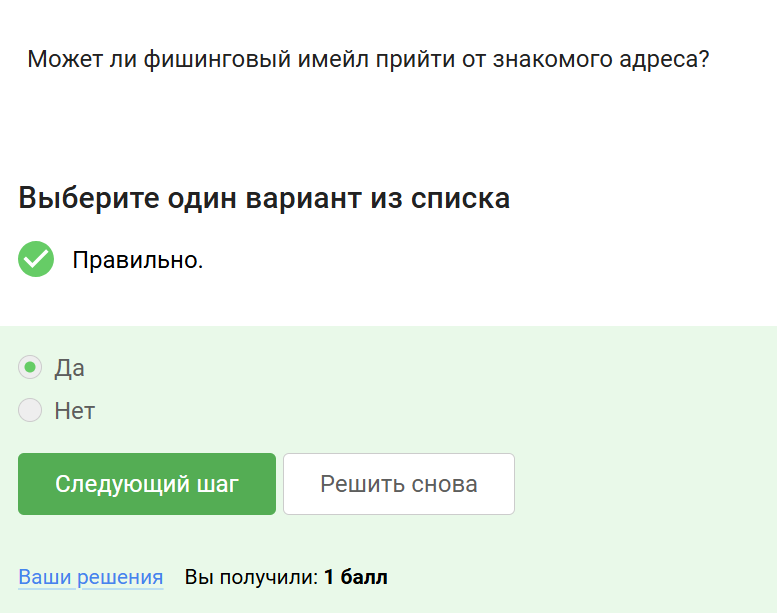 Может ли фишинговый имейл прийти от знакомого адреса?
Выберите один вариант из списка
Правильно.
Да
Нет
Следующий шаг
Решить снова
Ваши решения
Вы получили: 1 балл